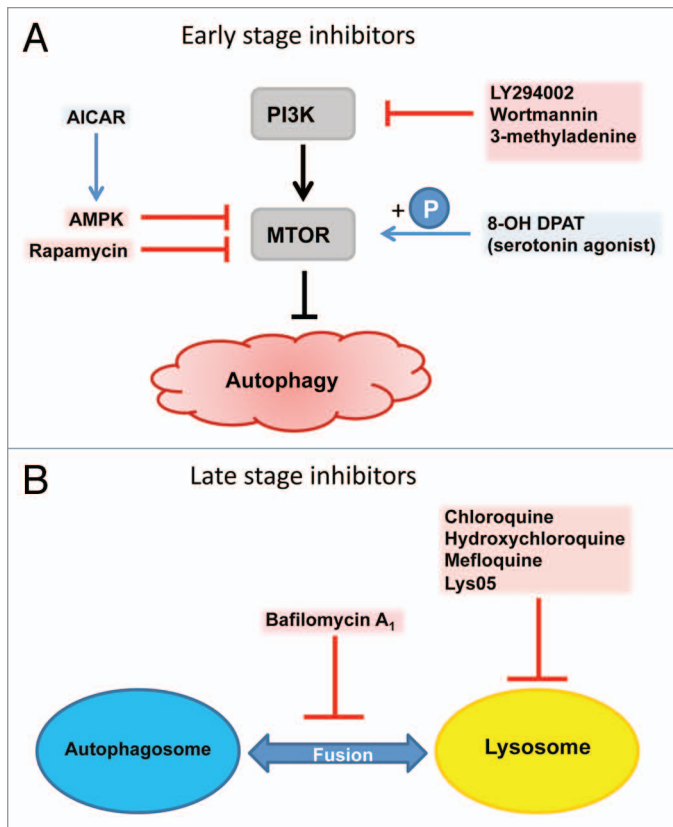 A
Early stage inhibitors
AICAR
PI3K
LY294002
Wortmannin
3-methyladenine
AMPK
Rapamycin
MTOR
+ P
8-OH DPAT
(serotonin agonist)
Autophagy
B
Late stage inhibitors
Chloroquine
Hydroxychloroquine
Mefloquine
Lys05
Bafilomycin A₁
Autophagosome
Fusion
Lysosome